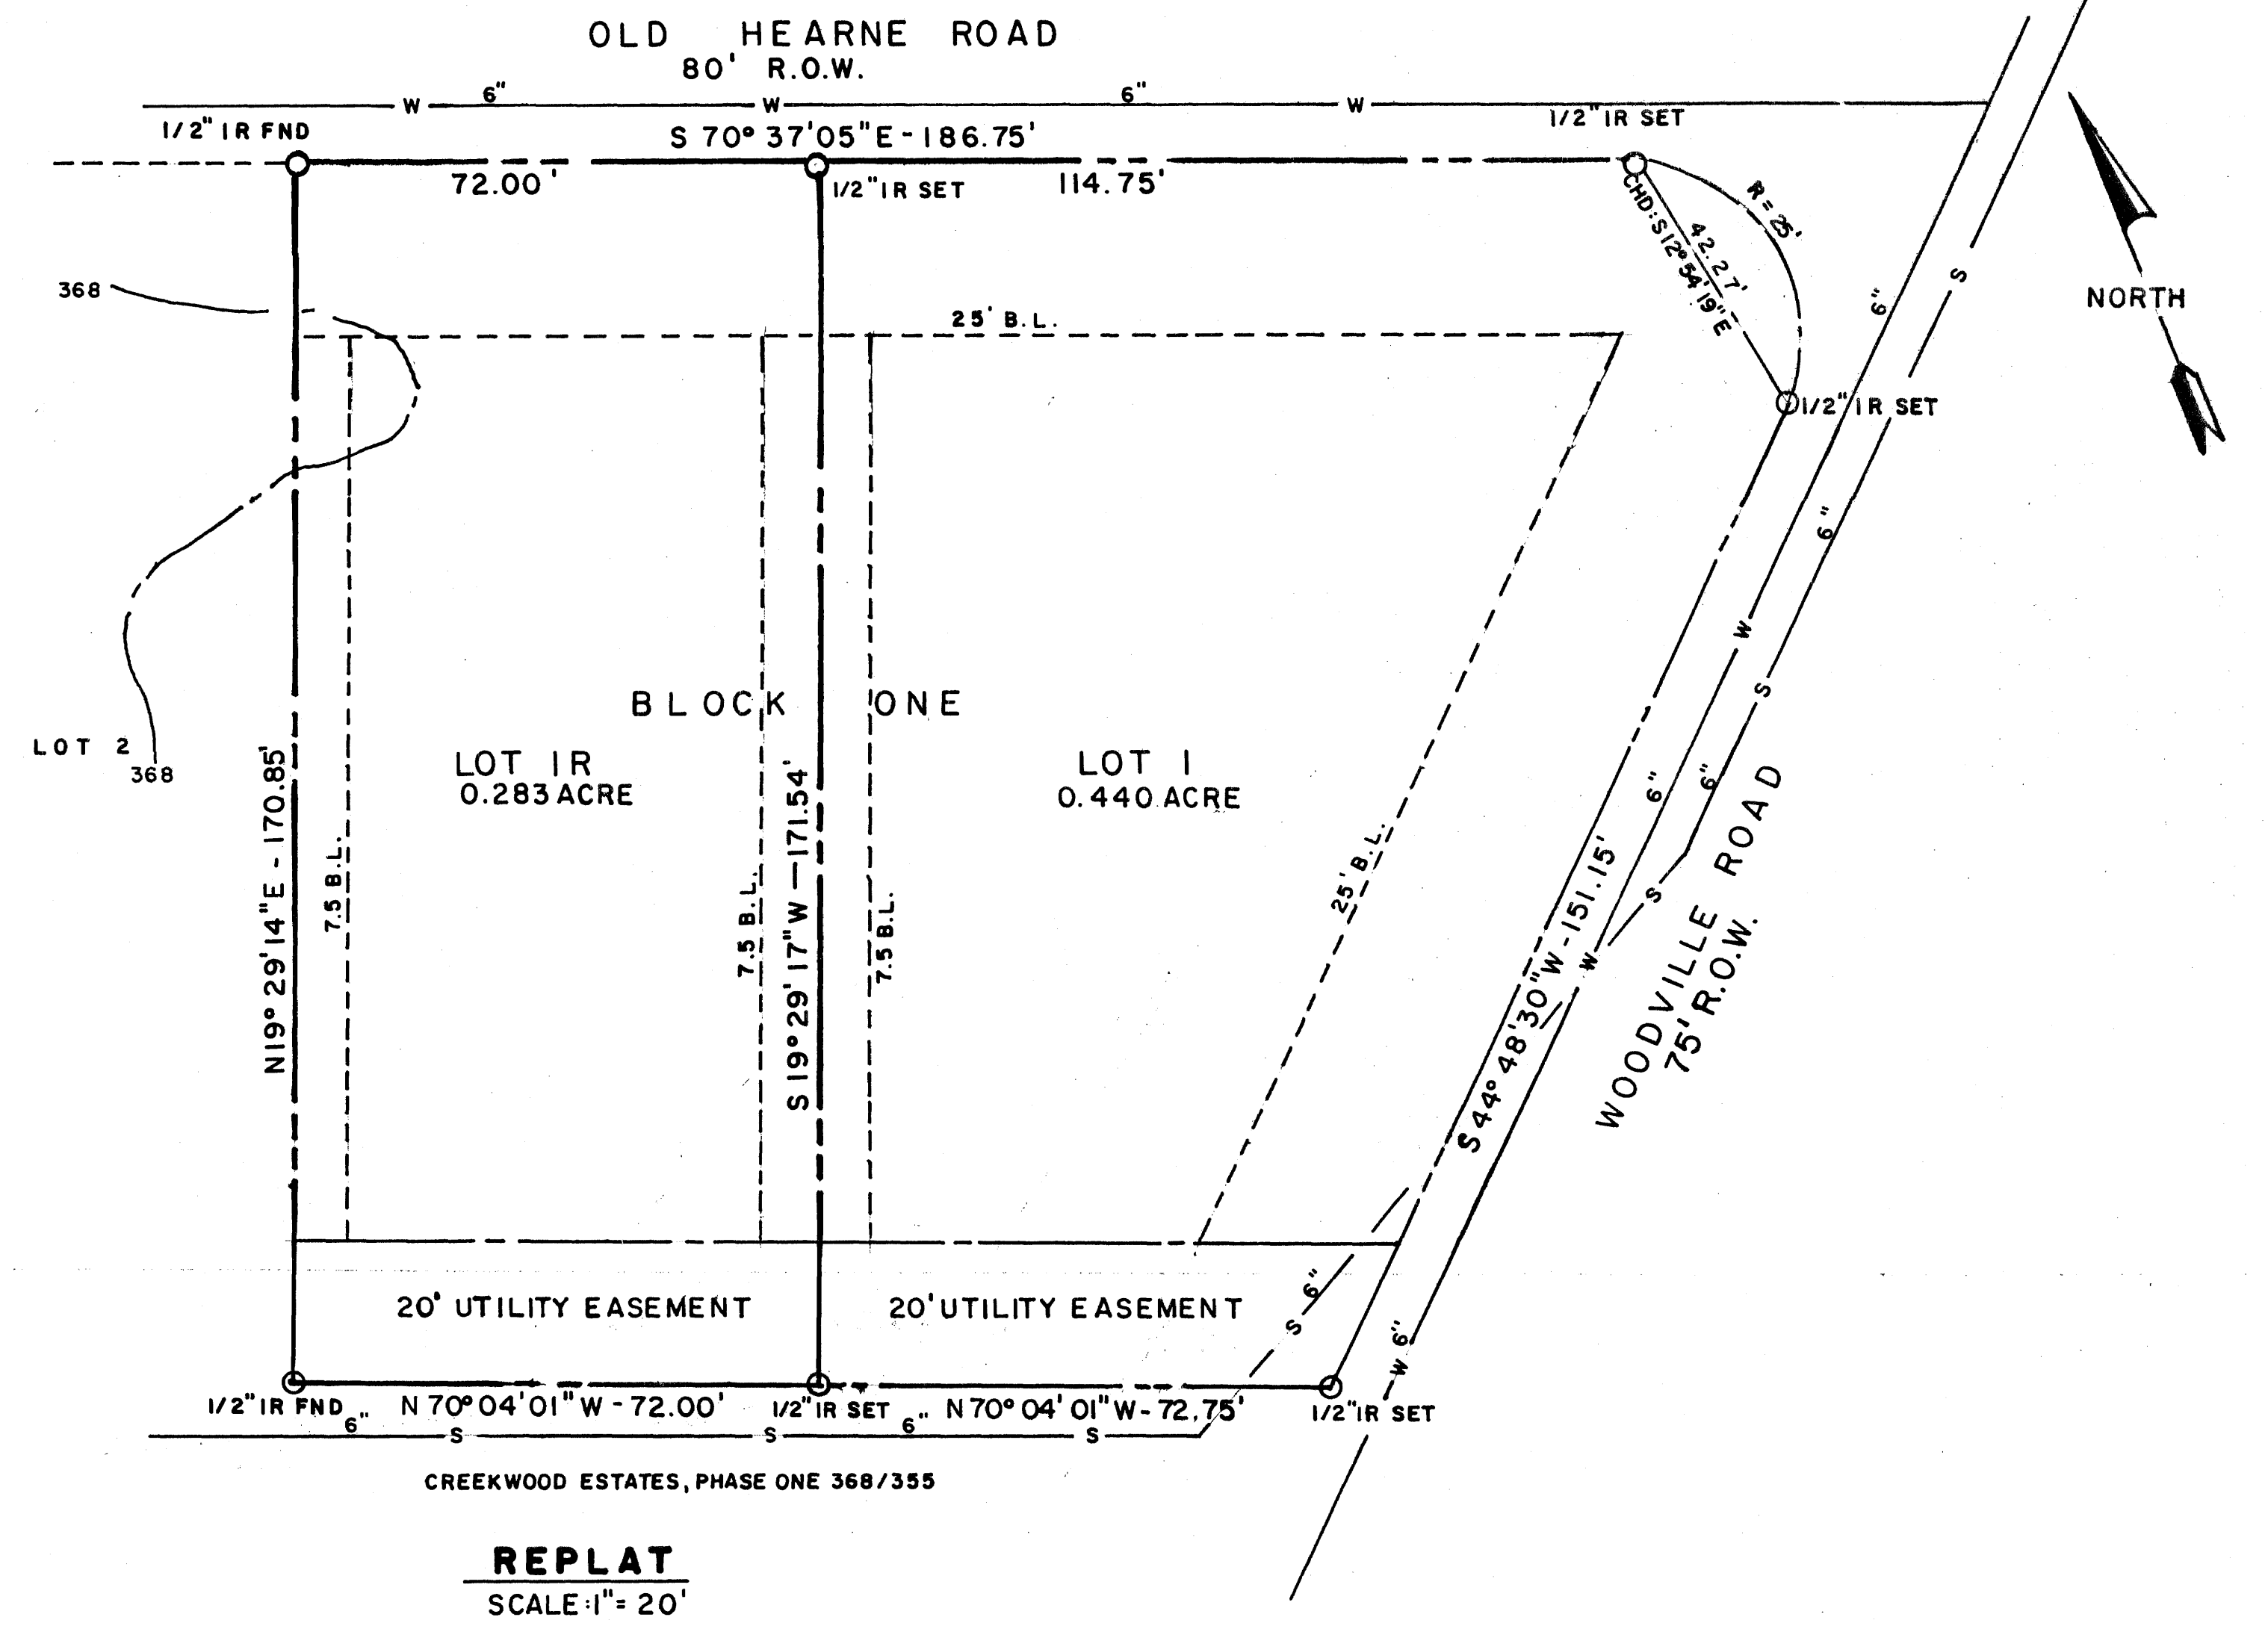 OLD HEARNE ROAD
80' R.O.W.
6"
6"
W
W
W
1/2" IR FND
S 70° 37'05"E - 186.75'
1/2" IR SET
72.00'
1/2" IR SET
114.75'
R = 25'
42.27'
CHD: S 12° 54' 19" E
368
6"
S
NORTH
25' B.L.
1/2" IR SET
6"
W
S
BLOCK ONE
LOT 2
368
LOT 1R
0.283 ACRE
LOT 1
0.440 ACRE
N19° 29'14"E - 170.85'
7.5 B.L.
7.5 B.L.
S 19° 29' 17" W - 171.54'
7.5 B.L.
25' B.L.
6"
6"
S
W
S 44° 48'30"W - 151.15'
WOODVILLE ROAD
75' R.O.W.
20' UTILITY EASEMENT
20' UTILITY EASEMENT
6"
S
W 6"
1/2" IR FND
6"
N 70° 04'01" W - 72.00'
1/2" IR SET
6"
N 70° 04' 01" W - 72.75'
1/2" IR SET
S
S
S
CREEKWOOD ESTATES, PHASE ONE 368/355
REPLAT
SCALE: 1" = 20'